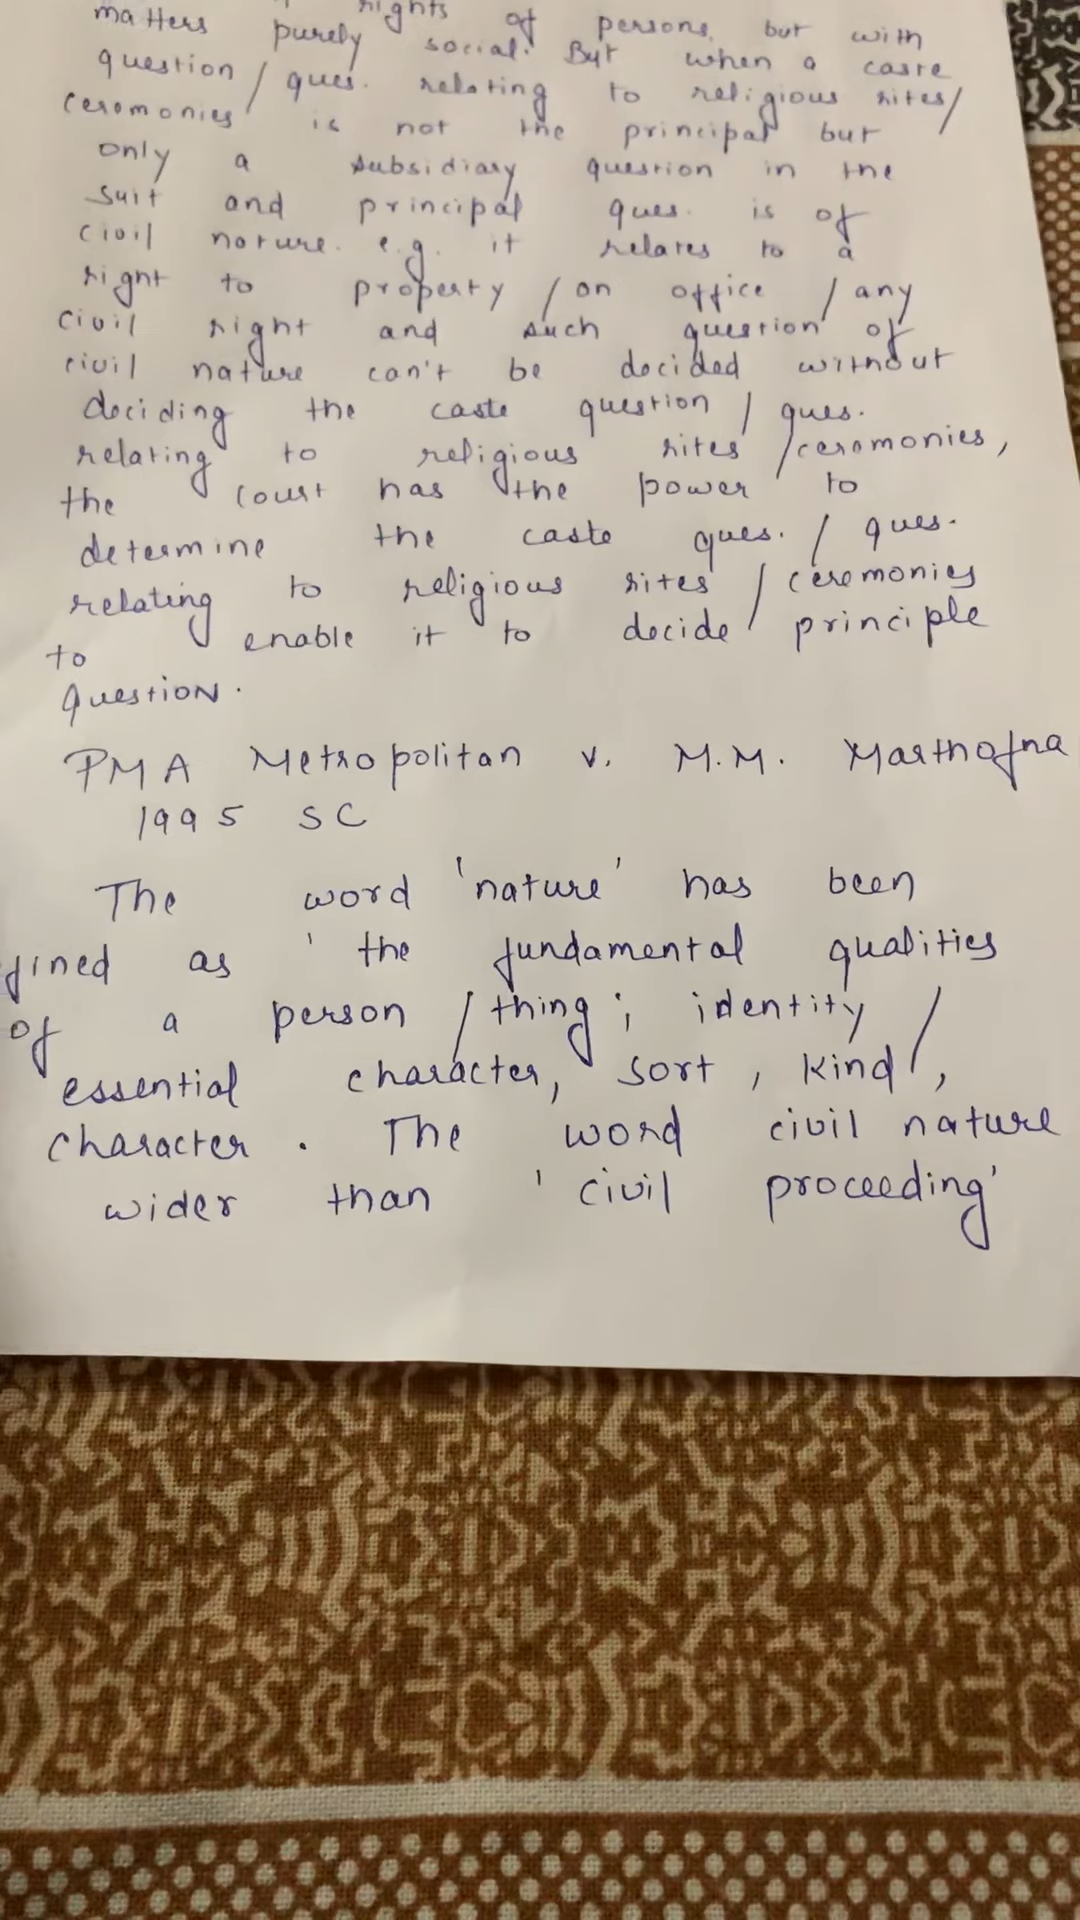 matters rights of persons, but with
purely social. But when a caste
question / ques. relating to religious rites/
ceremonies is not the principal but
only a subsidiary question in the
suit and principal ques. is of
civil nature. e.g. it relates to a
right to property / an office / any
civil right and such question of
civil nature can't be decided without
deciding the caste question / ques.
relating to religious rites / ceremonies,
the court has the power to
determine the caste ques. / ques.
relating to religious rites / ceremonies
to enable it to decide principle
question.
PMA Metropolitan v. M.M. Marthofna
1995 SC
The word 'nature' has been
fined as ' the fundamental qualities
of a person / thing; identity /
essential character, sort, kind,
character. The word civil nature
wider than 'civil proceeding'